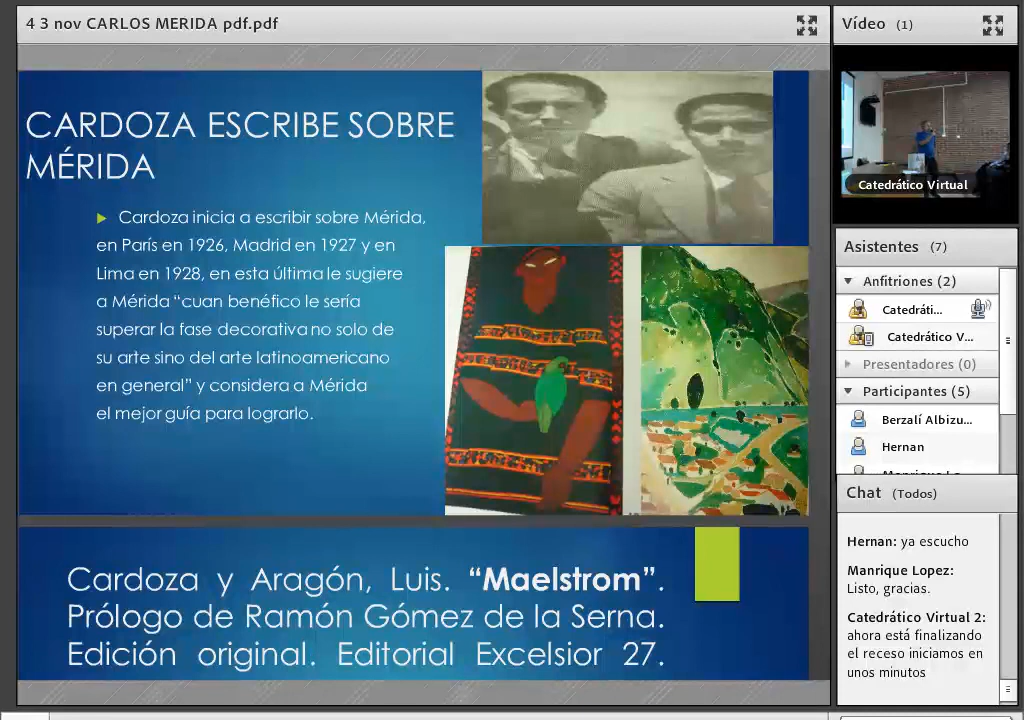 4 3 nov CARLOS MERIDA pdf.pdf
CARDOZA ESCRIBE SOBRE
MÉRIDA
Cardoza inicia a escribir sobre Mérida,
en París en 1926, Madrid en 1927 y en
Lima en 1928, en esta última le sugiere
a Mérida “cuan benéfico le sería
superar la fase decorativa no solo de
su arte sino del arte latinoamericano
en general” y considera a Mérida
el mejor guía para lograrlo.
Cardoza y Aragón, Luis. “Maelstrom”.
Prólogo de Ramón Gómez de la Serna.
Edición original. Editorial Excelsior 27.
Vídeo (1)
Catedrático Virtual
Asistentes (7)
Anfitriones (2)
Catedráti...
Catedrático V...
Presentadores (0)
Participantes (5)
Berzalí Albizu...
Hernan
Chat (Todos)
Hernan: ya escucho
Manrique Lopez:
Listo, gracias.
Catedrático Virtual 2:
ahora está finalizando
el receso iniciamos en
unos minutos